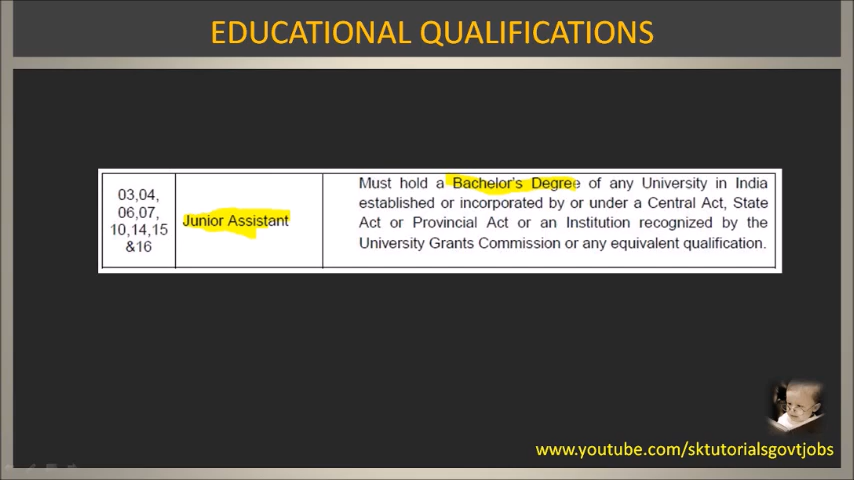 EDUCATIONAL QUALIFICATIONS
03,04,
06,07,
10,14,15
&16
Junior Assistant
Must hold a Bachelor's Degree of any University in India
established or incorporated by or under a Central Act, State
Act or Provincial Act or an Institution recognized by the
University Grants Commission or any equivalent qualification.
www.youtube.com/sktutorialsgovtjobs